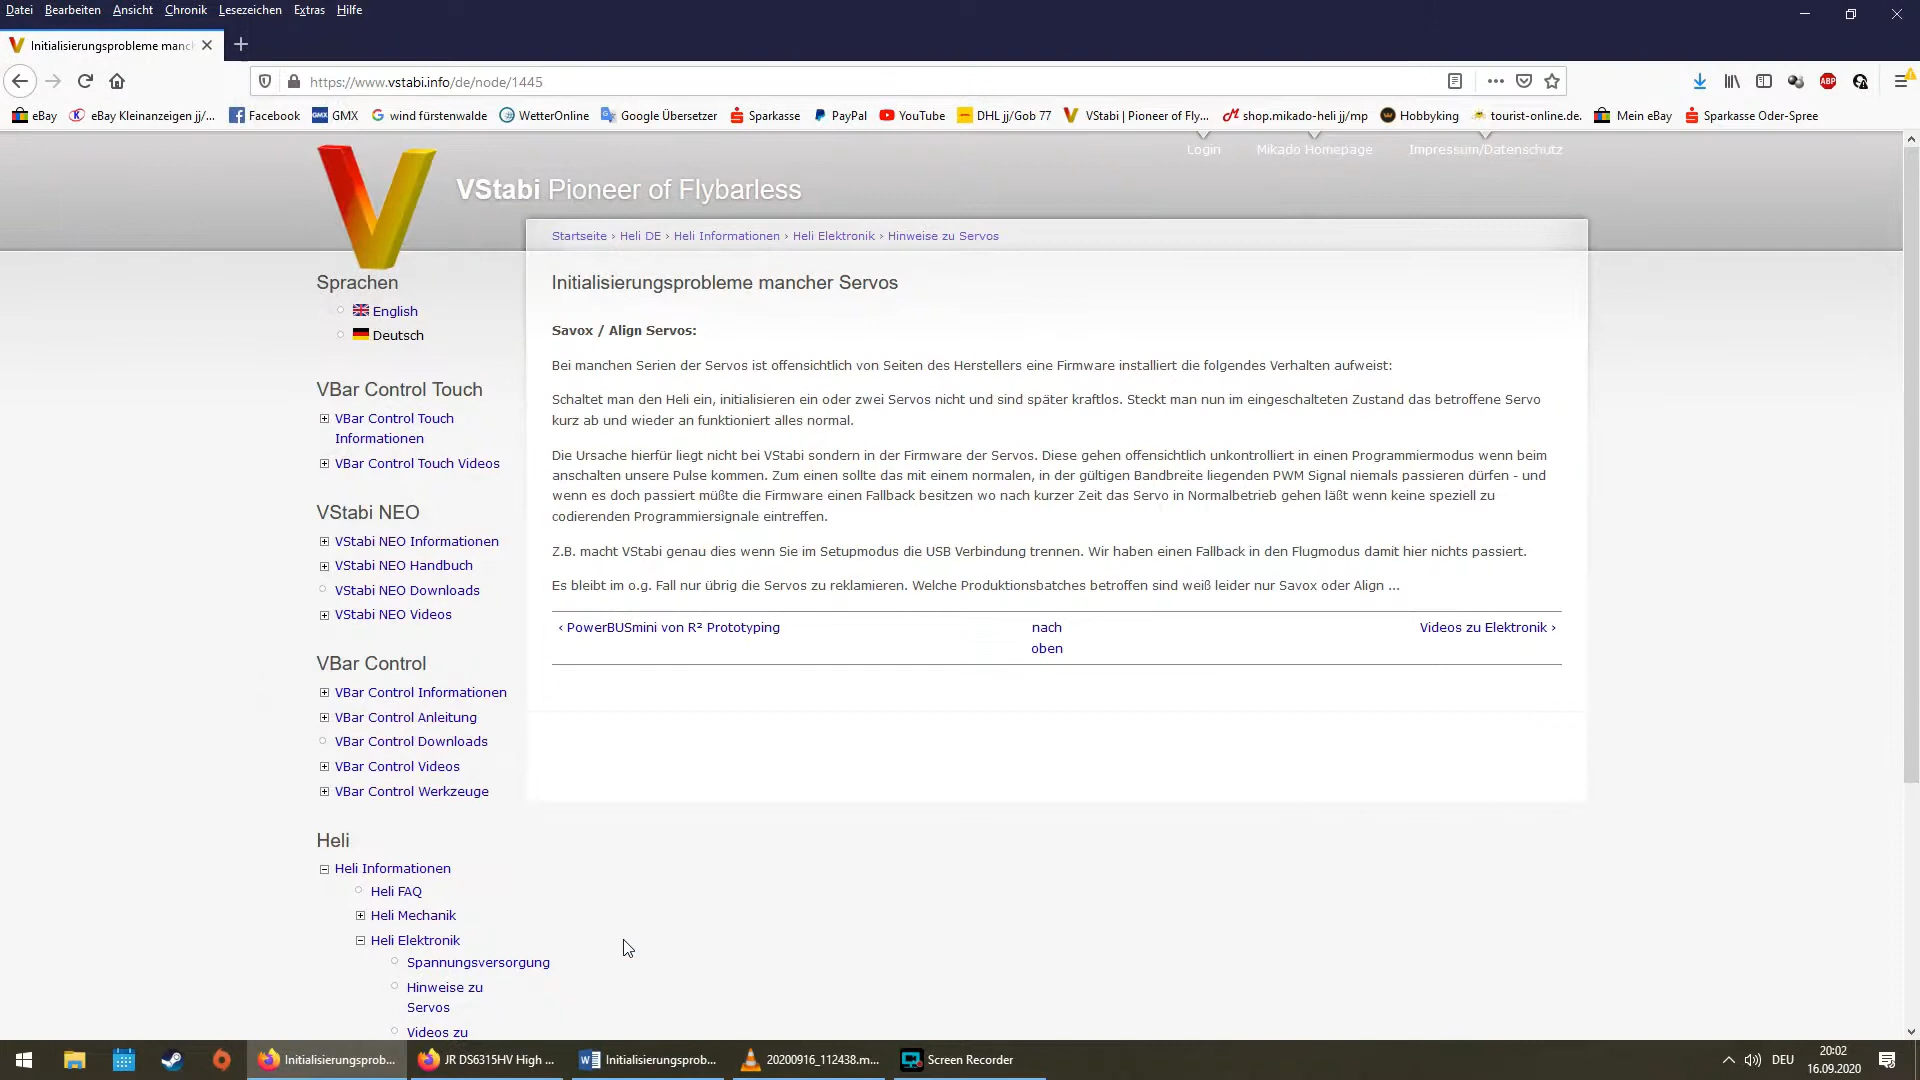 Datei Bearbeiten Ansicht Chronik Lesezeichen Extras Hilfe
Initialisierungsprobleme manc
https://www.vstabi.info/de/node/1445
eBay eBay Kleinanzeigen jj/... Facebook GMX wind fürstenwalde WetterOnline Google Übersetzer Sparkasse PayPal YouTube DHL jj/Gob 77 VStabi | Pioneer of Fly... shop.mikado-heli jj/mp Hobbyking tourist-online.de. Mein eBay Sparkasse Oder-Spree
Login Mikado Homepage Impressum/Datenschutz
VStabi Pioneer of Flybarless
Startseite › Heli DE › Heli Informationen › Heli Elektronik › Hinweise zu Servos
Sprachen
English
Deutsch
VBar Control Touch
VBar Control Touch
Informationen
VBar Control Touch Videos
VStabi NEO
VStabi NEO Informationen
VStabi NEO Handbuch
VStabi NEO Downloads
VStabi NEO Videos
VBar Control
VBar Control Informationen
VBar Control Anleitung
VBar Control Downloads
VBar Control Videos
VBar Control Werkzeuge
Heli
Heli Informationen
Heli FAQ
Heli Mechanik
Heli Elektronik
Spannungsversorgung
Hinweise zu
Servos
Videos zu
Initialisierungsprobleme mancher Servos
Savox / Align Servos:
Bei manchen Serien der Servos ist offensichtlich von Seiten des Herstellers eine Firmware installiert die folgendes Verhalten aufweist:
Schaltet man den Heli ein, initialisieren ein oder zwei Servos nicht und sind später kraftlos. Steckt man nun im eingeschalteten Zustand das betroffene Servo
kurz ab und wieder an funktioniert alles normal.
Die Ursache hierfür liegt nicht bei VStabi sondern in der Firmware der Servos. Diese gehen offensichtlich unkontrolliert in einen Programmiermodus wenn beim
anschalten unsere Pulse kommen. Zum einen sollte das mit einem normalen, in der gültigen Bandbreite liegenden PWM Signal niemals passieren dürfen - und
wenn es doch passiert müßte die Firmware einen Fallback besitzen wo nach kurzer Zeit das Servo in Normalbetrieb gehen läßt wenn keine speziell zu
codierenden Programmiersignale eintreffen.
Z.B. macht VStabi genau dies wenn Sie im Setupmodus die USB Verbindung trennen. Wir haben einen Fallback in den Flugmodus damit hier nichts passiert.
Es bleibt im o.g. Fall nur übrig die Servos zu reklamieren. Welche Produktionsbatches betroffen sind weiß leider nur Savox oder Align ...
‹ PowerBUSmini von R² Prototyping
nach
oben
Videos zu Elektronik ›
Initialisierungsprob... JR DS6315HV High ... Initialisierungsprob... 20200916_112438.m... Screen Recorder
DEU
20:02
16.09.2020